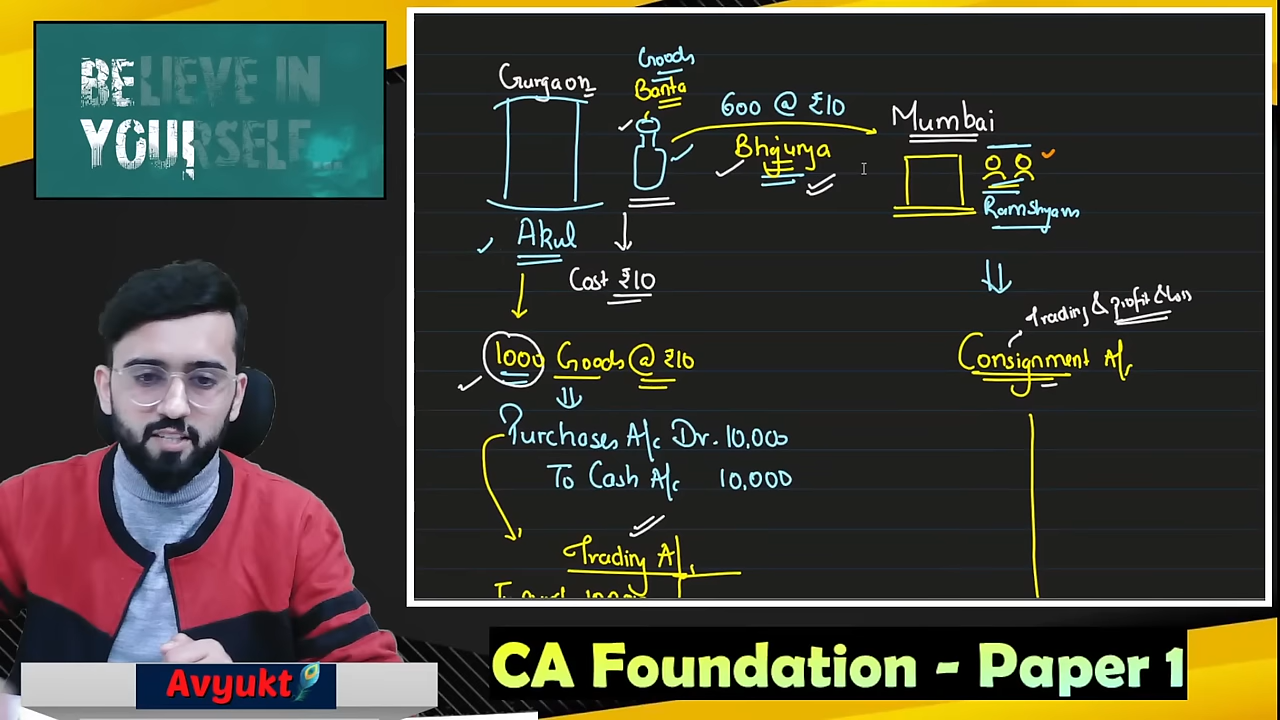 BELIEVE IN
YOURSELF...
Goods
Gurgaon
Banta
600 @ ₹10
Mumbai
Bhejunga
Ramshyam
Akul
Cost ₹10
Trading & profit & loss
1000 Goods @ ₹10
Consignment A/c
Purchases A/c Dr. 10,000
To Cash A/c 10,000
Trading A/
CA Foundation - Paper 1
Avyukt